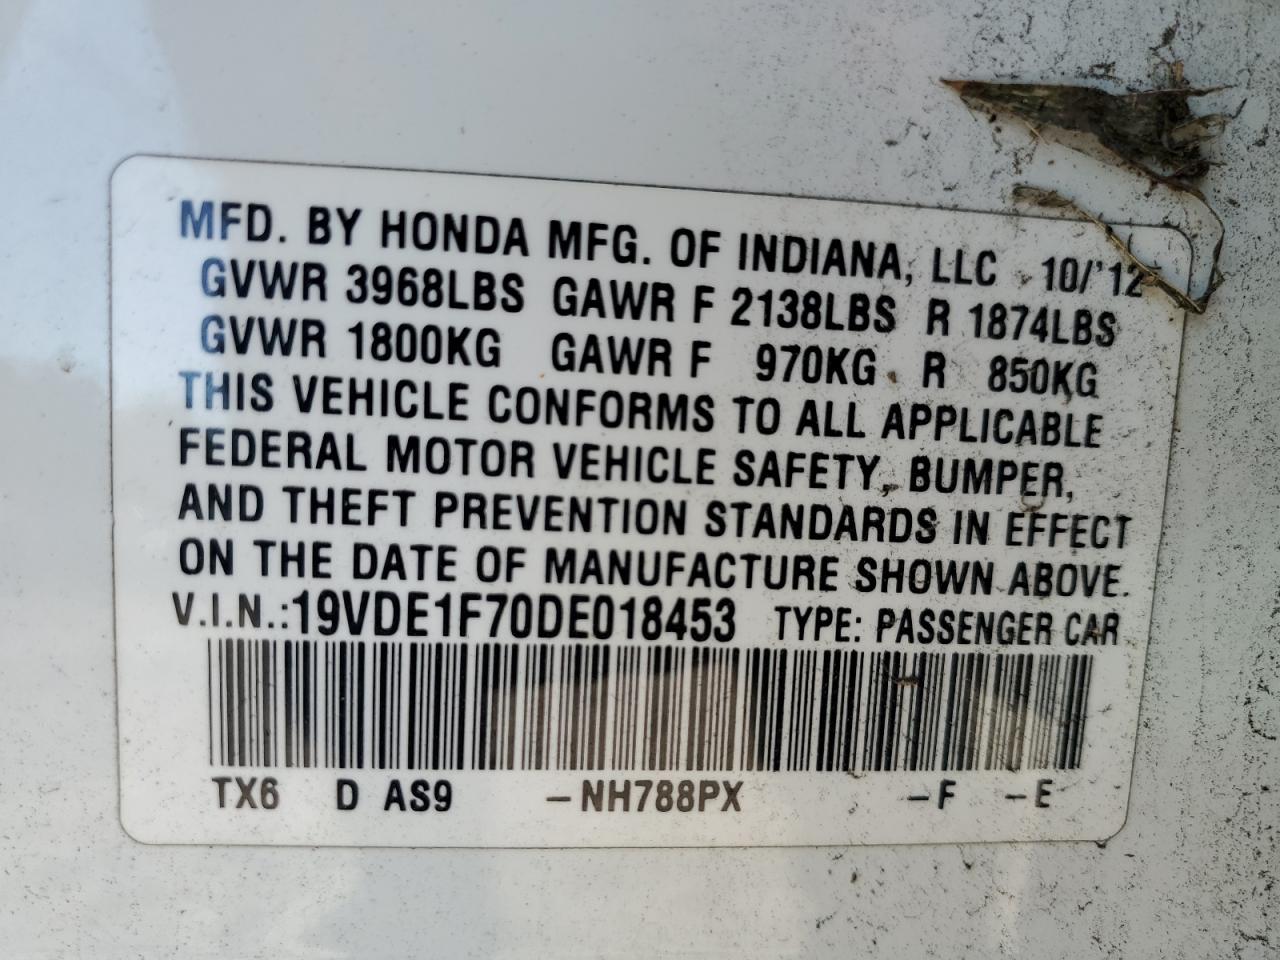 MFD. BY HONDA MFG. OF INDIANA, LLC 10/'12
GVWR 3968LBS GAWR F 2138LBS R 1874LBS
GVWR 1800KG GAWR F 970KG R 850KG
THIS VEHICLE CONFORMS TO ALL APPLICABLE
FEDERAL MOTOR VEHICLE SAFETY, BUMPER,
AND THEFT PREVENTION STANDARDS IN EFFECT
ON THE DATE OF MANUFACTURE SHOWN ABOVE.
V.I.N.:19VDE1F70DE018453 TYPE: PASSENGER CAR
TX6 D AS9 –NH788PX –F –E